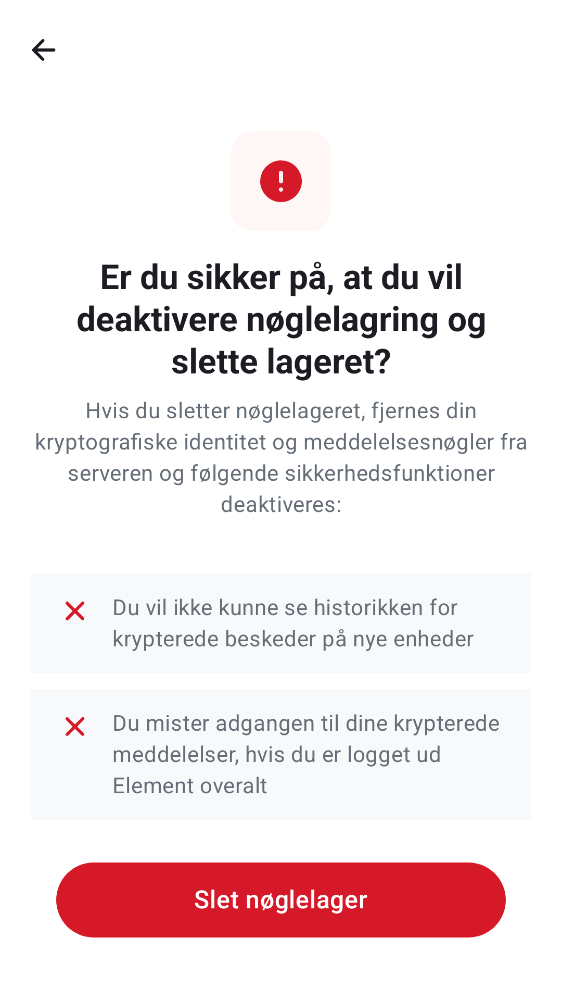 Er du sikker på, at du vil
deaktivere nøglelagring og
slette lageret?
Hvis du sletter nøglelageret, fjernes din
kryptografiske identitet og meddelelsesnøgler fra
serveren og følgende sikkerhedsfunktioner
deaktiveres:
Du vil ikke kunne se historikken for
krypterede beskeder på nye enheder
Du mister adgangen til dine krypterede
meddelelser, hvis du er logget ud
Element overalt
Slet nøglelager